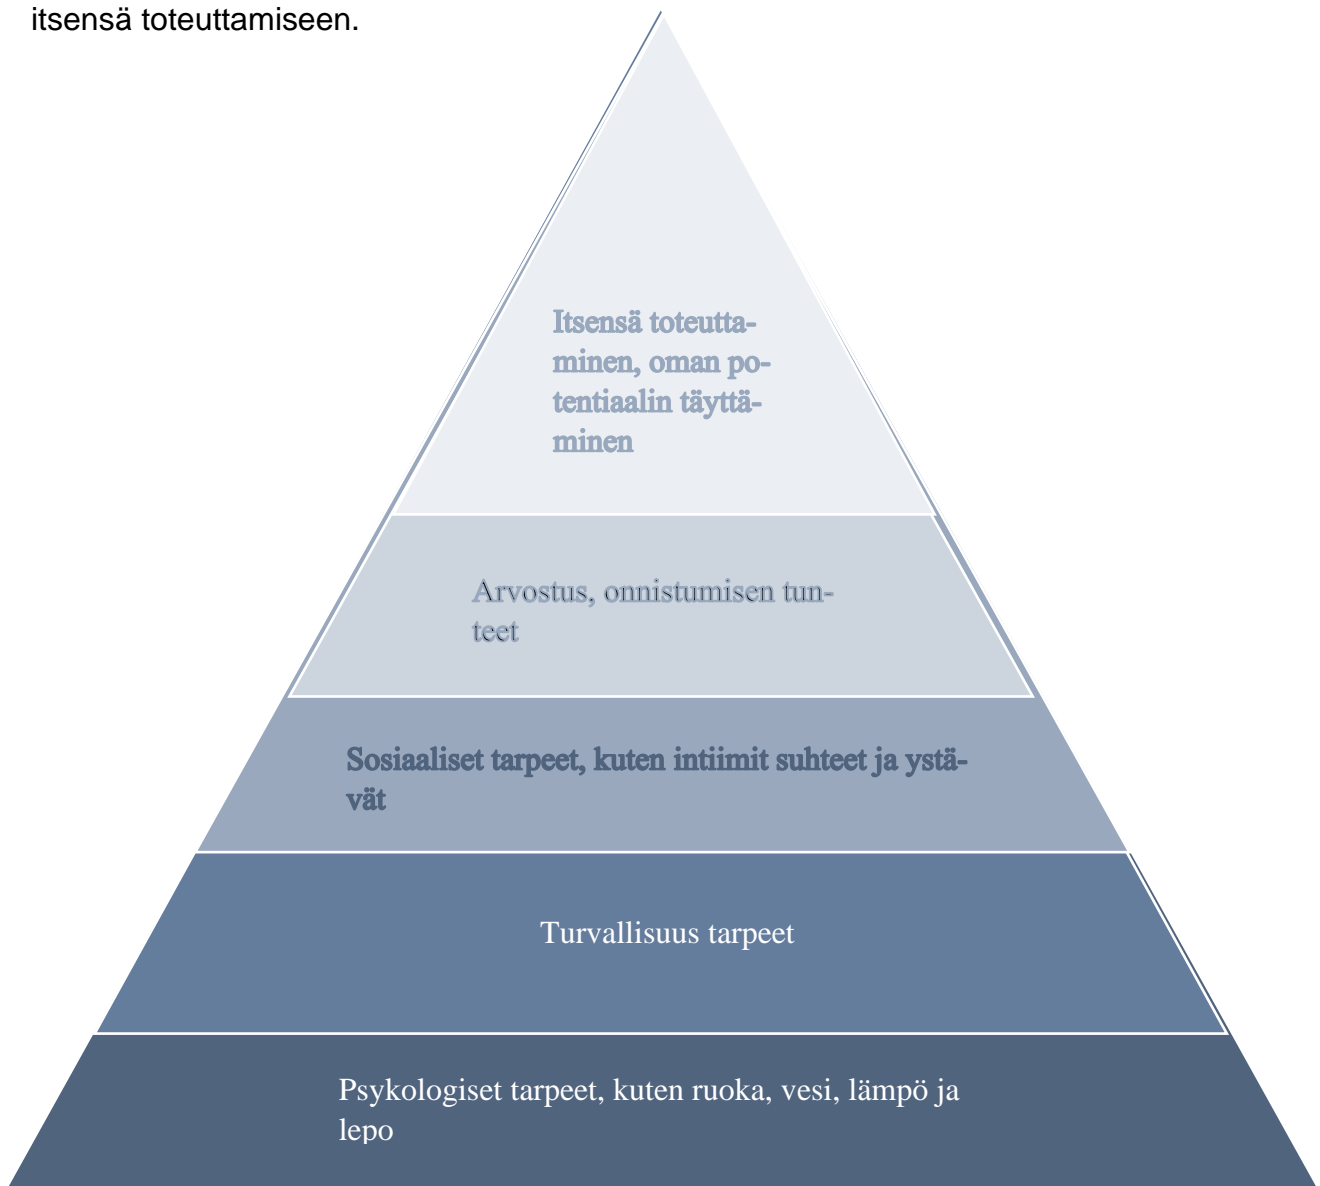 itsensä toteuttamiseen.
Itsensä toteutta-
minen, oman po-
tentiaalin täyttä-
minen
Arvostus, onnistumisen tun-
teet
Sosiaaliset tarpeet, kuten intiimit suhteet ja ystä-
vät
Turvallisuus tarpeet
Psykologiset tarpeet, kuten ruoka, vesi, lämpö ja
lepo